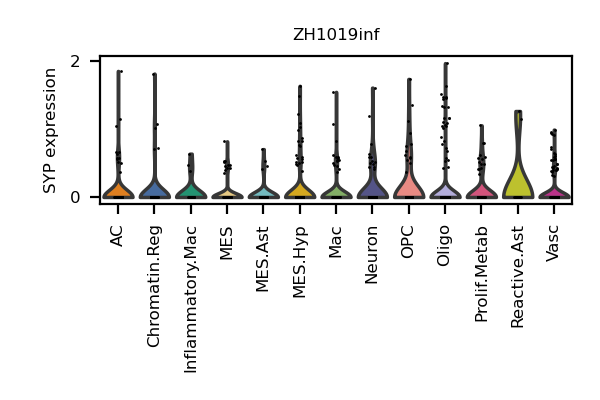 ZH1019inf
SYP expression
2
0
AC
Chromatin.Reg
Inflammatory.Mac
MES
MES.Ast
MES.Hyp
Mac
Neuron
OPC
Oligo
Prolif.Metab
Reactive.Ast
Vasc